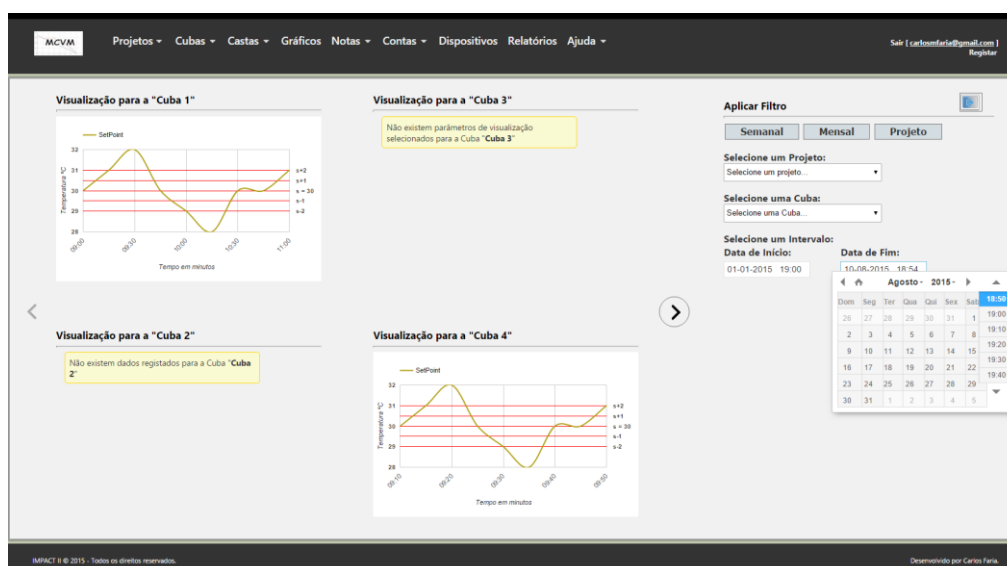 MCVM
Projetos Cubas Castas Gráficos Notas Contas Dispositivos Relatórios Ajuda
Sair [ carlosmfaria@gmail.com ]
Registar
Visualização para a "Cuba 1"
SetPoint
32
31
30
29
28
Temperatura ºC
s+2
s+1
s = 30
s-1
s-2
09:00 09:30 10:00 10:30 11:00
Tempo em minutos
Visualização para a "Cuba 3"
Não existem parâmetros de visualização
selecionados para a Cuba "Cuba 3"
Visualização para a "Cuba 2"
Não existem dados registados para a Cuba "Cuba
2"
Visualização para a "Cuba 4"
SetPoint
32
31
30
29
28
Temperatura ºC
s+2
s+1
s = 30
s-1
s-2
09:10 09:20 09:30 09:40 09:50
Tempo em minutos
Aplicar Filtro
Semanal Mensal Projeto
Selecione um Projeto:
Selecione um projeto...
Selecione uma Cuba:
Selecione uma Cuba...
Selecione um Intervalo:
Data de Início: Data de Fim:
01-01-2015 19:00 10-08-2015 18:54
Agosto 2015
Dom Seg Ter Qua Qui Sex Sab
26 27 28 29 30 31 1
2 3 4 5 6 7 8
9 10 11 12 13 14 15
16 17 18 19 20 21 22
23 24 25 26 27 28 29
30 31 1 2 3 4 5
18:50
19:00
19:10
19:20
19:30
19:40
IMPACT II © 2015 - Todos os direitos reservados.
Desenvolvido por Carlos Faria.